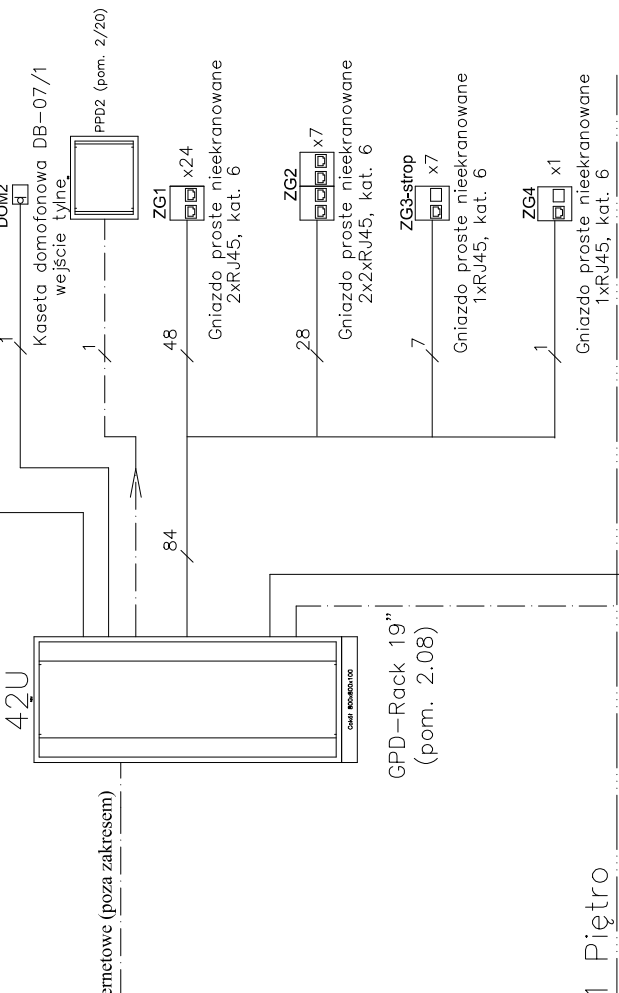 DOM2
1
Kaseta domofonowa DB-07/1
wejście tylne
PPD2 (pom. 2/20)
1
ZG1
x24
48
Gniazdo proste nieekranowane
2xRJ45, kat. 6
ZG2
x7
28
Gniazdo proste nieekranowane
2x2xRJ45, kat. 6
ZG3-strop
x7
7
Gniazdo proste nieekranowane
1xRJ45, kat. 6
ZG4
x1
1
Gniazdo proste nieekranowane
1xRJ45, kat. 6
84
42U
Cokół 800x800x100
GPD-Rack 19"
(pom. 2.08)
ernetowe (poza zakresem)
1 Piętro